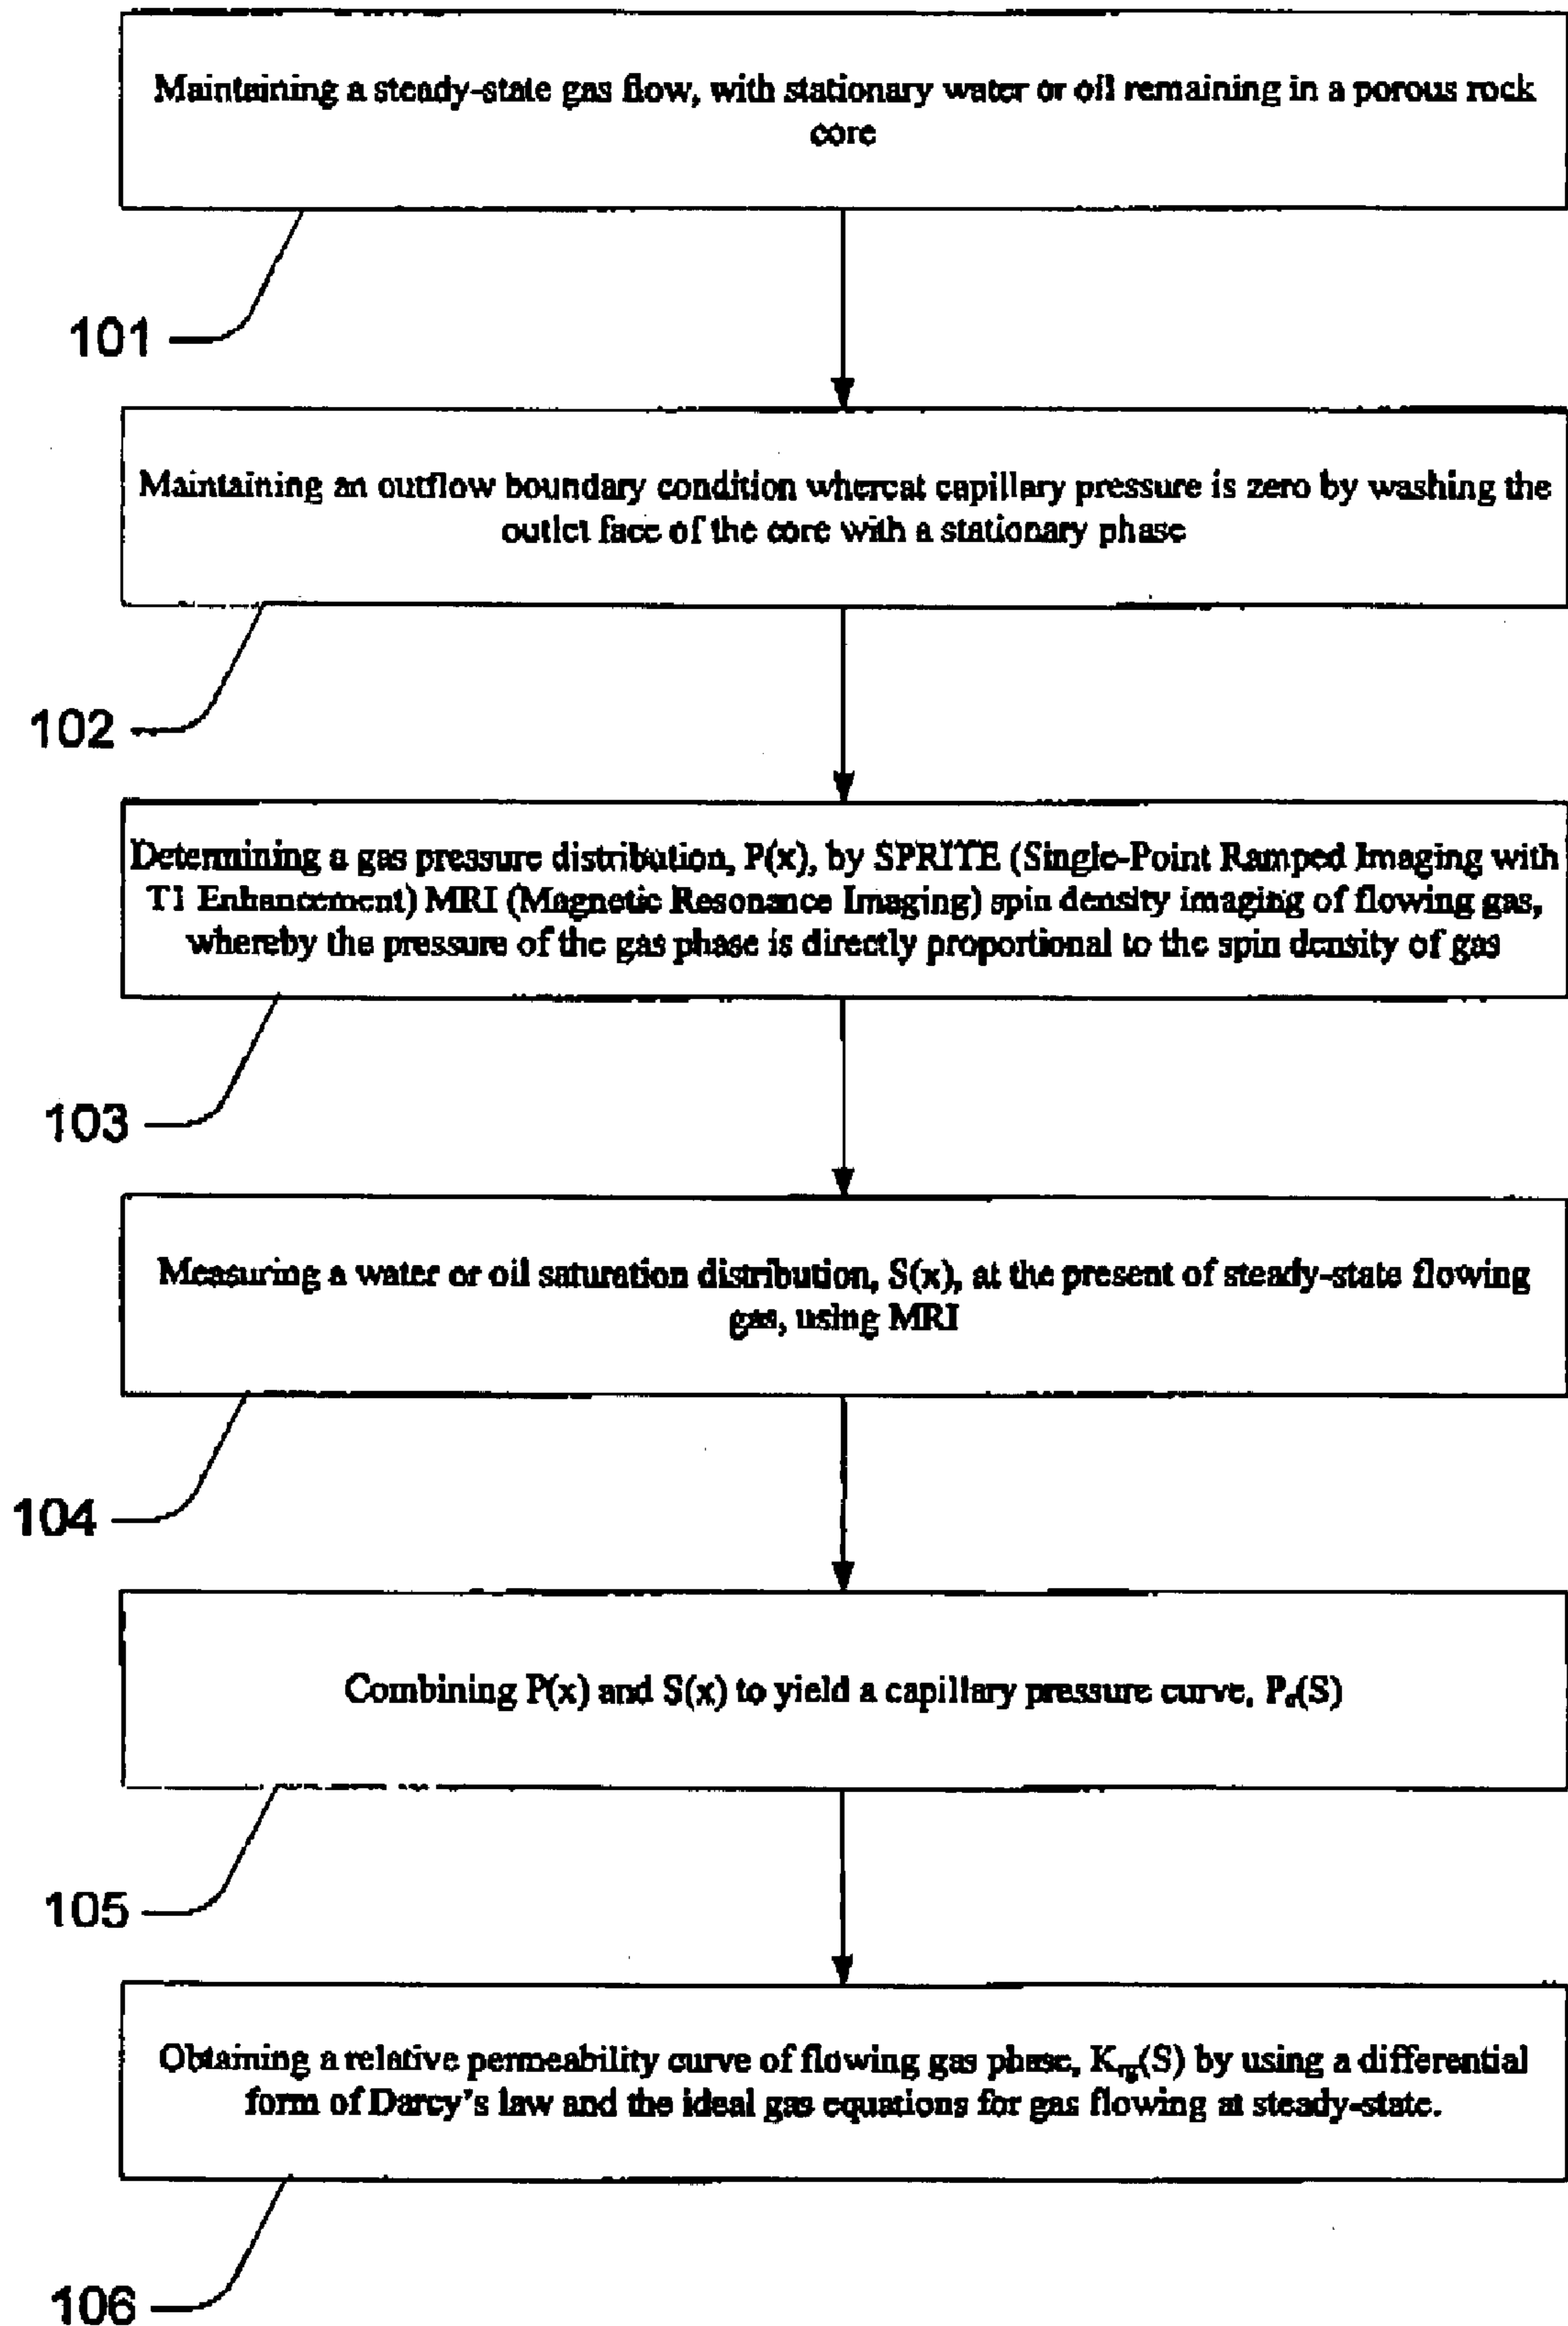 Maintaining a steady-state gas flow, with stationary water or oil remaining in a porous rock
core
101
Maintaining an outflow boundary condition whereat capillary pressure is zero by washing the
outlet face of the core with a stationary phase
102
Determining a gas pressure distribution, P(x), by SPRITE (Single-Point Ramped Imaging with
T1 Enhancement) MRI (Magnetic Resonance Imaging) spin density imaging of flowing gas,
whereby the pressure of the gas phase is directly proportional to the spin density of gas
103
Measuring a water or oil saturation distribution, S(x), at the present of steady-state flowing
gas, using MRI
104
Combining P(x) and S(x) to yield a capillary pressure curve, Pc(S)
105
Obtaining a relative permeability curve of flowing gas phase, Krg(S) by using a differential
form of Darcy's law and the ideal gas equations for gas flowing at steady-state.
106